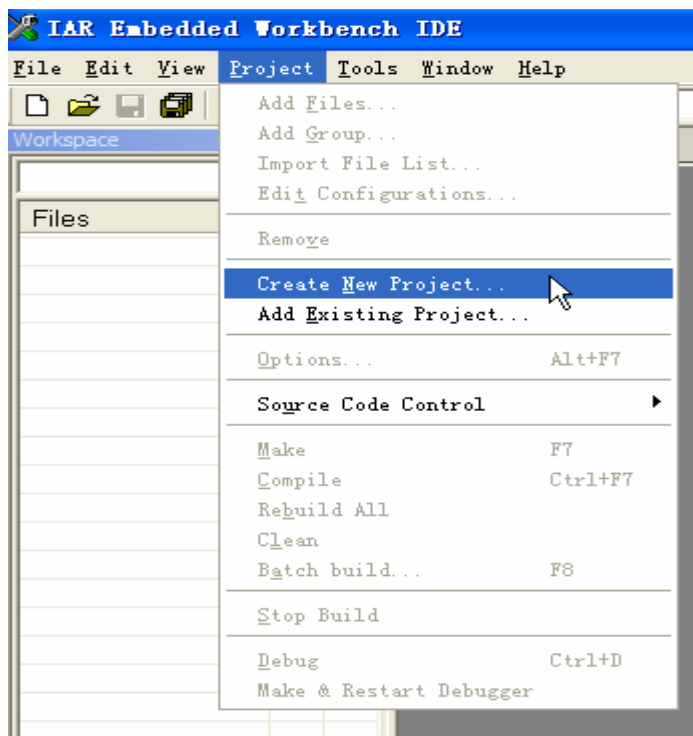 IAR Embedded Workbench IDE
File Edit View Project Tools Window Help
Workspace
Files
Add Files...
Add Group...
Import File List...
Edit Configurations...
Remove
Create New Project...
Add Existing Project...
Options... Alt+F7
Source Code Control
Make F7
Compile Ctrl+F7
Rebuild All
Clean
Batch build... F8
Stop Build
Debug Ctrl+D
Make & Restart Debugger